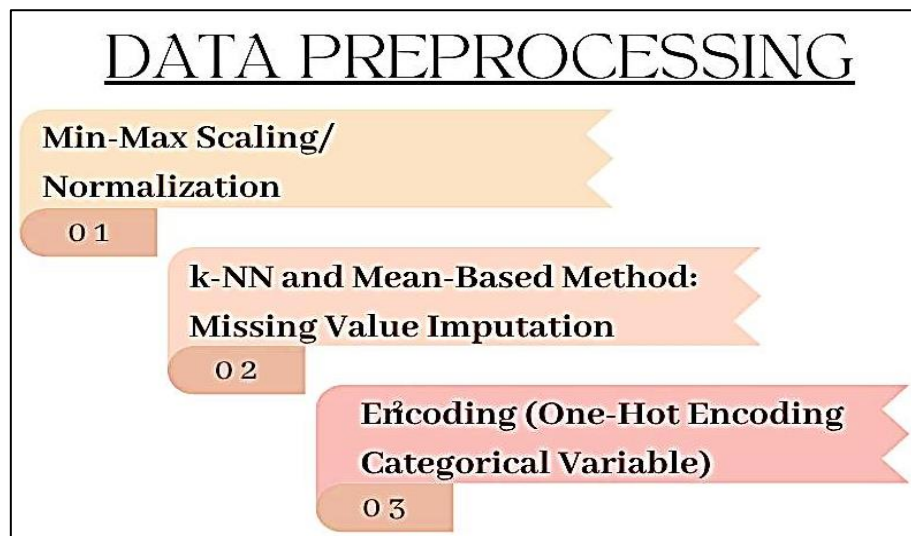 DATA PREPROCESSING
Min-Max Scaling/
Normalization
01
k-NN and Mean-Based Method:
Missing Value Imputation
02
Encoding (One-Hot Encoding
Categorical Variable)
03